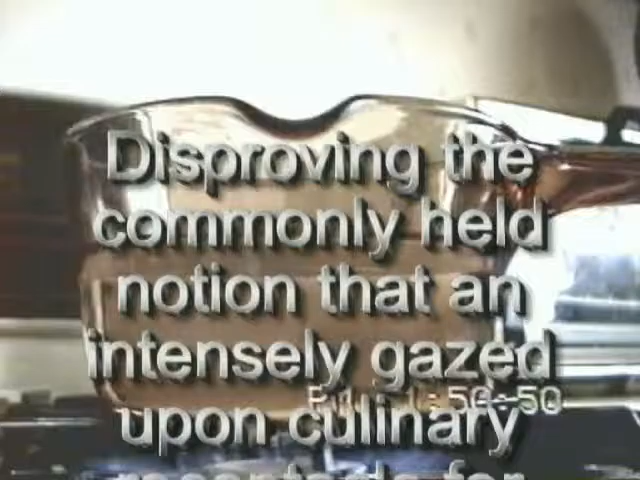 Disproving the
commonly held
notion that an
intensely gazed
upon culinary